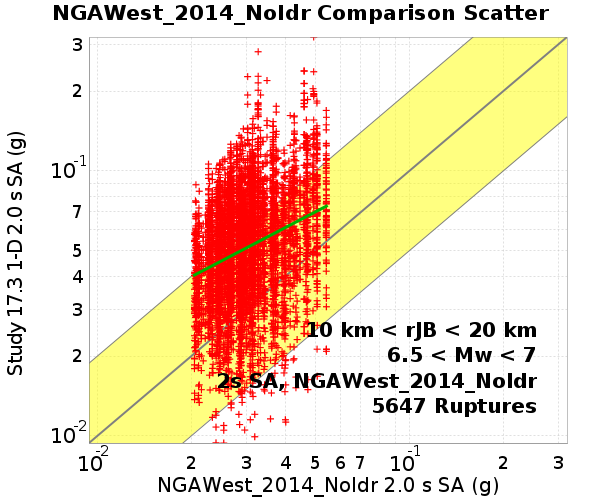 NGAWest_2014_NoIdr Comparison Scatter
Study 17.3 1-D 2.0 s SA (g)
3
2
10-1
7
5
4
3
2
10-2
10 km < rJB < 20 km
6.5 < Mw < 7
2s SA, NGAWest_2014_NoIdr
5647 Ruptures
10-2 2 3 4 5 6 7 10-1 2 3
NGAWest_2014_NoIdr 2.0 s SA (g)